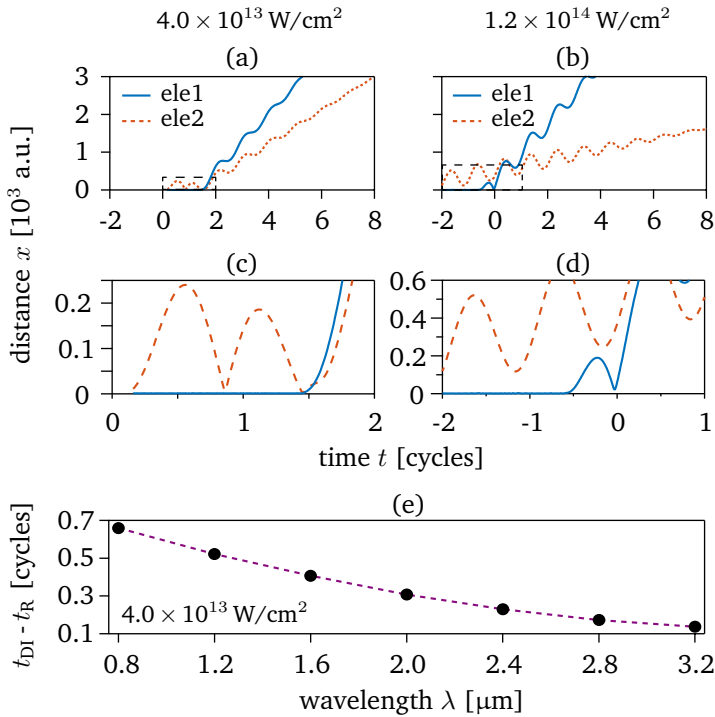 4.0 × 10¹³ W/cm² 1.2 × 10¹⁴ W/cm²
(a) (b)
3
2
1
0
ele1
ele2
ele1
ele2
-2 0 2 4 6 8 -2 0 2 4 6 8
distance x [10³ a.u.]
(c) (d)
0.2
0.1
0
0.6
0.4
0.2
0
0 1 2 -2 -1 0 1
time t [cycles]
(e)
0.7
0.5
0.3
0.1
t_DI - t_R [cycles]
4.0 × 10¹³ W/cm²
0.8 1.2 1.6 2.0 2.4 2.8 3.2
wavelength λ [μm]